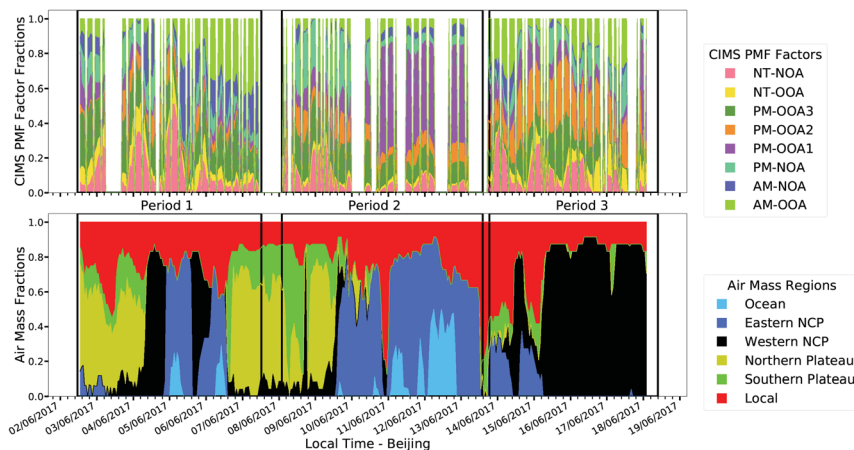 CIMS PMF Factor Fractions
1.0
0.8
0.6
0.4
0.2
0.0
CIMS PMF Factors
NT-NOA
NT-OOA
PM-OOA3
PM-OOA2
PM-OOA1
PM-NOA
AM-NOA
AM-OOA
Period 1
Period 2
Period 3
Air Mass Fractions
1.0
0.8
0.6
0.4
0.2
0.0
Air Mass Regions
Ocean
Eastern NCP
Western NCP
Northern Plateau
Southern Plateau
Local
02/06/2017
03/06/2017
04/06/2017
05/06/2017
06/06/2017
07/06/2017
08/06/2017
09/06/2017
10/06/2017
11/06/2017
12/06/2017
13/06/2017
14/06/2017
15/06/2017
16/06/2017
17/06/2017
18/06/2017
19/06/2017
Local Time - Beijing